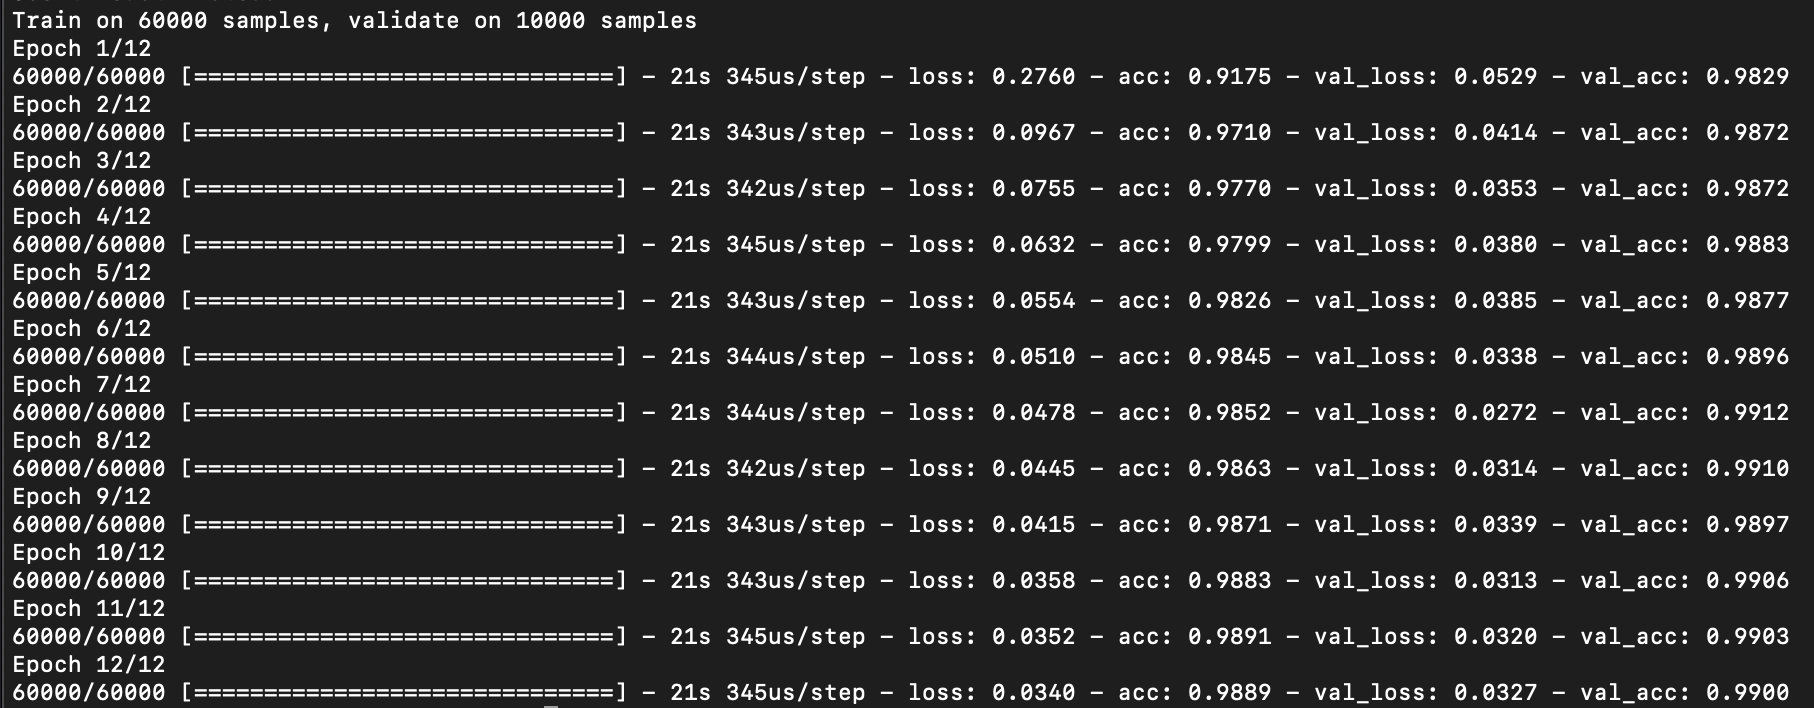 Train on 60000 samples, validate on 10000 samples
Epoch 1/12
60000/60000 [==============================] - 21s 345us/step - loss: 0.2760 - acc: 0.9175 - val_loss: 0.0529 - val_acc: 0.9829
Epoch 2/12
60000/60000 [==============================] - 21s 343us/step - loss: 0.0967 - acc: 0.9710 - val_loss: 0.0414 - val_acc: 0.9872
Epoch 3/12
60000/60000 [==============================] - 21s 342us/step - loss: 0.0755 - acc: 0.9770 - val_loss: 0.0353 - val_acc: 0.9872
Epoch 4/12
60000/60000 [==============================] - 21s 345us/step - loss: 0.0632 - acc: 0.9799 - val_loss: 0.0380 - val_acc: 0.9883
Epoch 5/12
60000/60000 [==============================] - 21s 343us/step - loss: 0.0554 - acc: 0.9826 - val_loss: 0.0385 - val_acc: 0.9877
Epoch 6/12
60000/60000 [==============================] - 21s 344us/step - loss: 0.0510 - acc: 0.9845 - val_loss: 0.0338 - val_acc: 0.9896
Epoch 7/12
60000/60000 [==============================] - 21s 344us/step - loss: 0.0478 - acc: 0.9852 - val_loss: 0.0272 - val_acc: 0.9912
Epoch 8/12
60000/60000 [==============================] - 21s 342us/step - loss: 0.0445 - acc: 0.9863 - val_loss: 0.0314 - val_acc: 0.9910
Epoch 9/12
60000/60000 [==============================] - 21s 343us/step - loss: 0.0415 - acc: 0.9871 - val_loss: 0.0339 - val_acc: 0.9897
Epoch 10/12
60000/60000 [==============================] - 21s 343us/step - loss: 0.0358 - acc: 0.9883 - val_loss: 0.0313 - val_acc: 0.9906
Epoch 11/12
60000/60000 [==============================] - 21s 345us/step - loss: 0.0352 - acc: 0.9891 - val_loss: 0.0320 - val_acc: 0.9903
Epoch 12/12
60000/60000 [==============================] - 21s 345us/step - loss: 0.0340 - acc: 0.9889 - val_loss: 0.0327 - val_acc: 0.9900